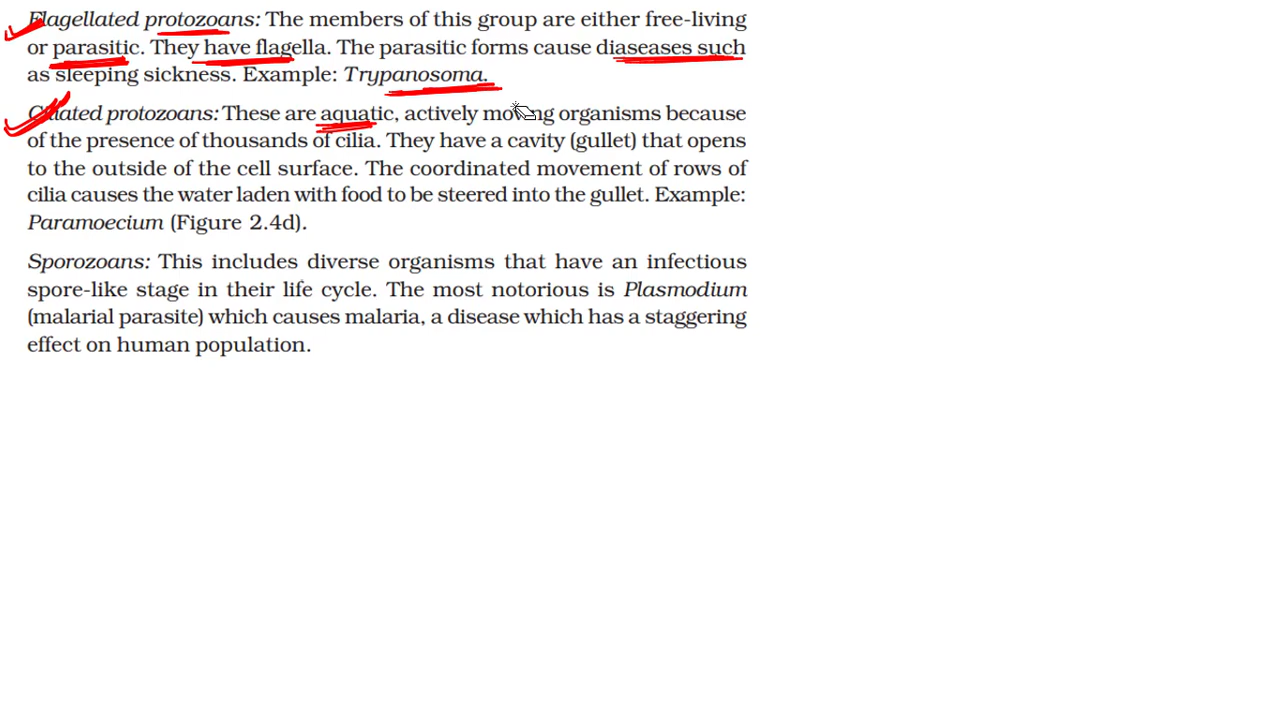 Flagellated protozoans: The members of this group are either free-living
or parasitic. They have flagella. The parasitic forms cause diaseases such
as sleeping sickness. Example: Trypanosoma.
Ciliated protozoans: These are aquatic, actively moving organisms because
of the presence of thousands of cilia. They have a cavity (gullet) that opens
to the outside of the cell surface. The coordinated movement of rows of
cilia causes the water laden with food to be steered into the gullet. Example:
Paramoecium (Figure 2.4d).
Sporozoans: This includes diverse organisms that have an infectious
spore-like stage in their life cycle. The most notorious is Plasmodium
(malarial parasite) which causes malaria, a disease which has a staggering
effect on human population.